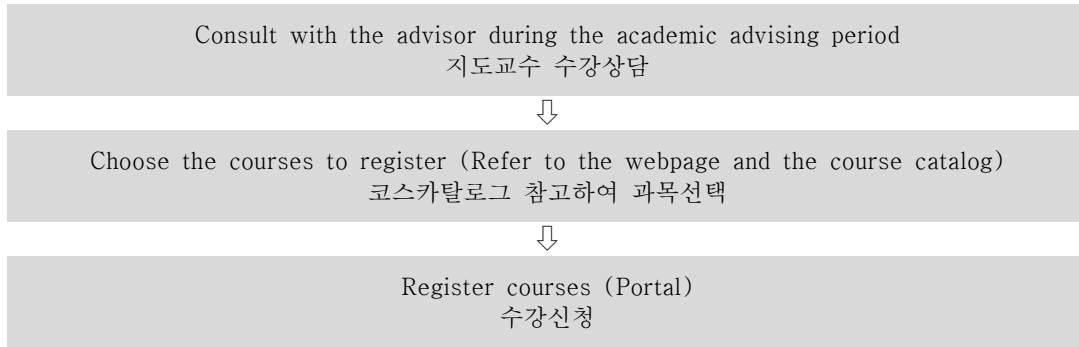 Consult with the advisor during the academic advising period
지도교수 수강상담
⇩
Choose the courses to register (Refer to the webpage and the course catalog)
코스카탈로그 참고하여 과목선택
⇩
Register courses (Portal)
수강신청